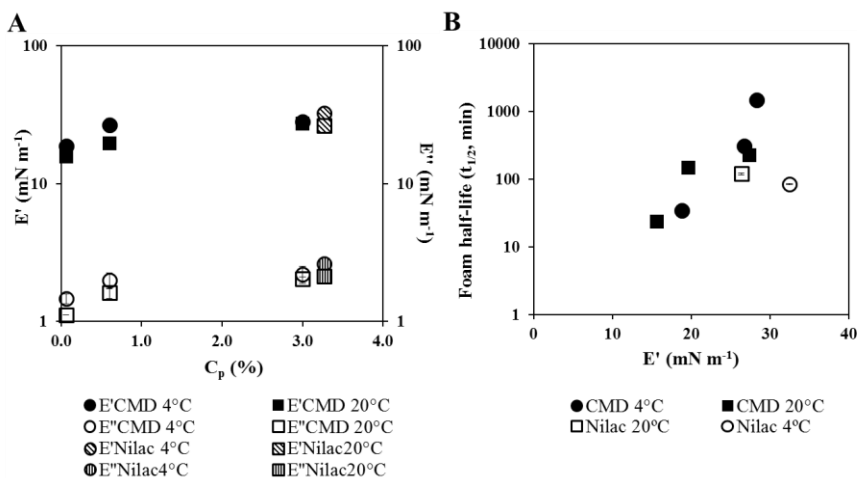 A
100
10
1
E' (mN m⁻¹)
100
10
1
E'' (mN m⁻¹)
0.0 1.0 2.0 3.0 4.0
Cₚ (%)
E'CMD 4°C E'CMD 20°C
E"CMD 4°C E"CMD 20°C
E'Nilac 4°C E'Nilac20°C
E"Nilac4°C E"Nilac20°C
B
10000
1000
100
10
1
Foam half-life (t₁/₂, min)
0 10 20 30 40
E' (mN m⁻¹)
CMD 4°C CMD 20°C
Nilac 20ºC Nilac 4ºC